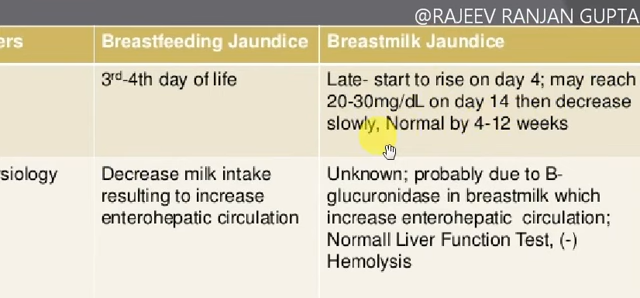 @RAJEEV RANJAN GUPTA
ers
Breastfeeding Jaundice
Breastmilk Jaundice
3rd-4th day of life
Late- start to rise on day 4; may reach
20-30mg/dL on day 14 then decrease
slowly, Normal by 4-12 weeks
siology
Decrease milk intake
resulting to increase
enterohepatic circulation
Unknown; probably due to B-
glucuronidase in breastmilk which
increase enterohepatic circulation;
Normall Liver Function Test, (-)
Hemolysis